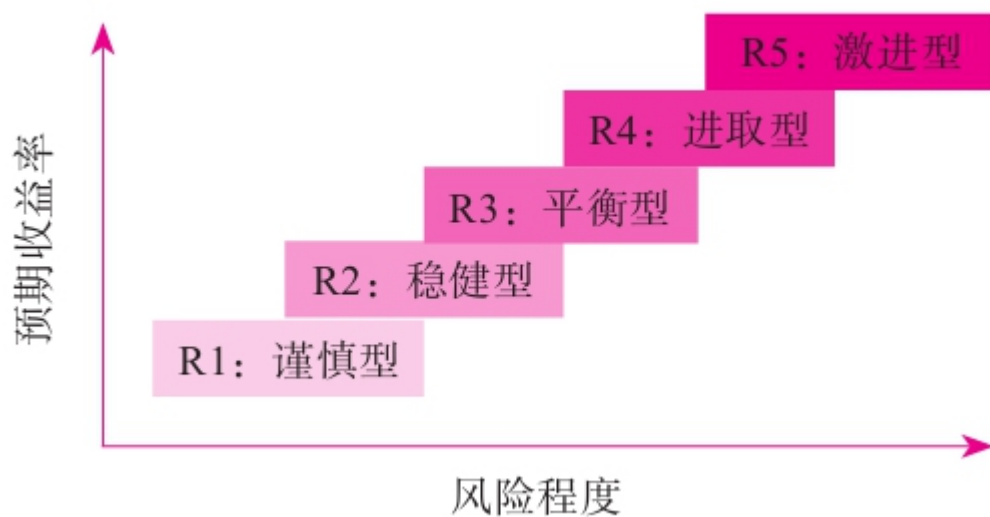 预期收益率
R5：激进型
R4：进取型
R3：平衡型
R2：稳健型
R1：谨慎型
风险程度